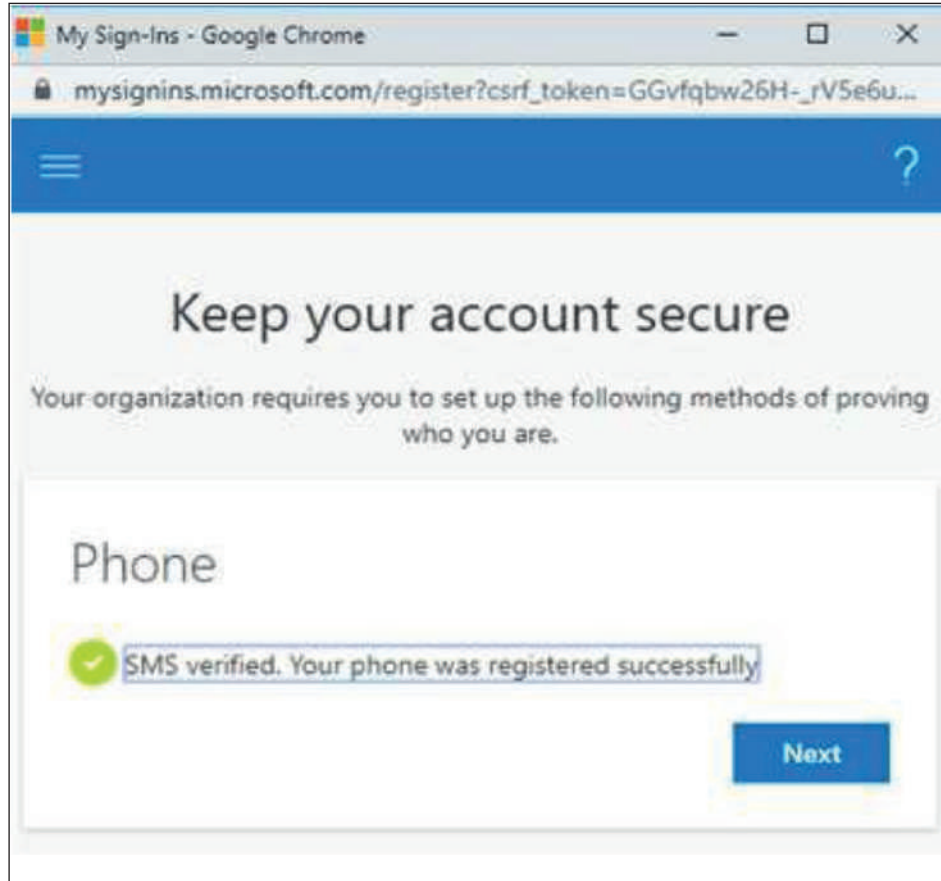 My Sign-Ins - Google Chrome
mysignins.microsoft.com/register?csrf_token=GGvfqbw26H-_rV5e6u...
?
Keep your account secure
Your organization requires you to set up the following methods of proving
who you are.
Phone
SMS verified. Your phone was registered successfully
Next